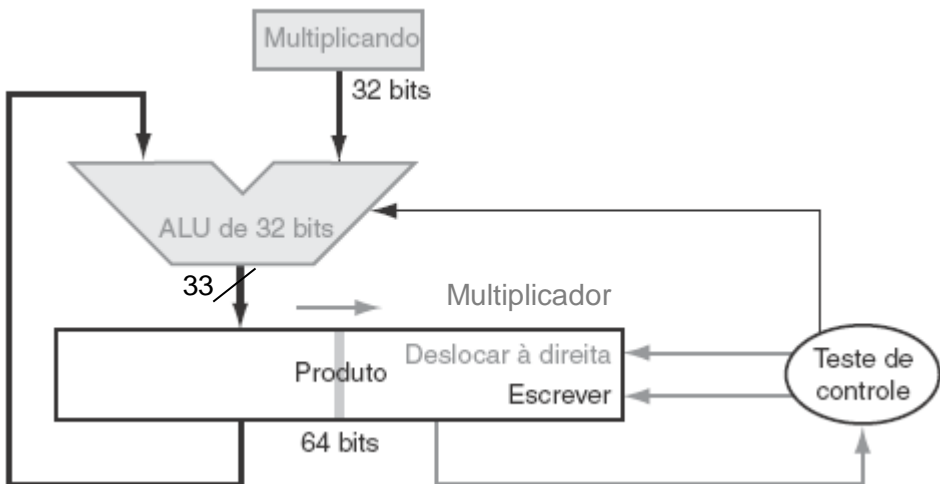 Multiplicando
32 bits
ALU de 32 bits
33
Multiplicador
Deslocar à direita
Produto
Escrever
Teste de
controle
64 bits